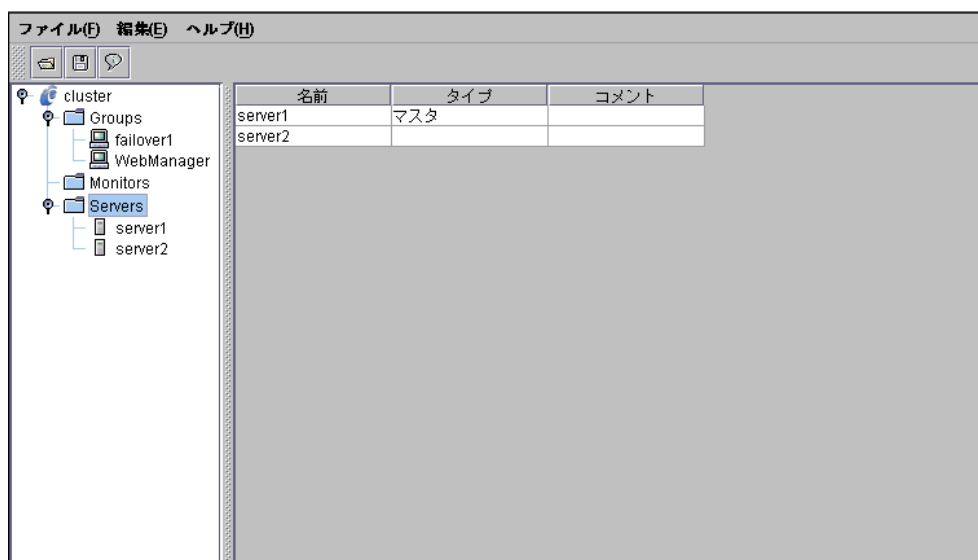 ファイル(F) 編集(E) ヘルプ(H)
cluster
Groups
failover1
WebManager
Monitors
Servers
server1
server2
名前 タイプ コメント
server1 マスタ
server2